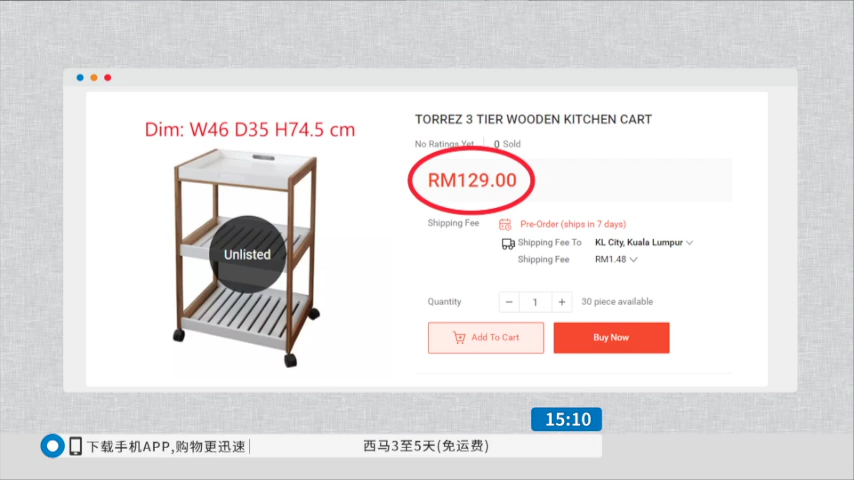 Dim: W46 D35 H74.5 cm
Unlisted
TORREZ 3 TIER WOODEN KITCHEN CART
No Ratings Yet 0 Sold
RM129.00
Shipping Fee Pre-Order (ships in 7 days)
Shipping Fee To KL City, Kuala Lumpur
Shipping Fee RM1.48
Quantity − 1 + 30 piece available
Add To Cart Buy Now
15:10
下载手机APP,购物更迅速 西马3至5天(免运费)